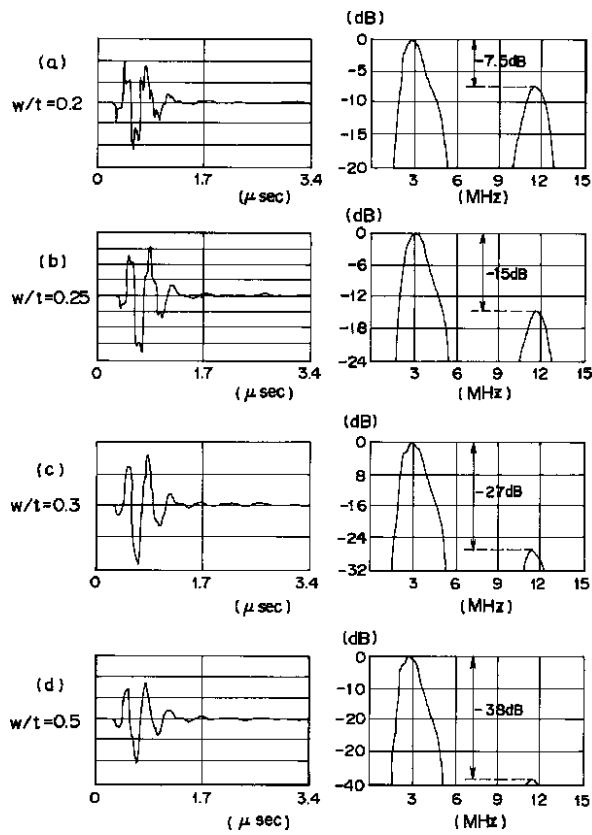 (a)
w/t=0.2
0 1.7 3.4
(μ sec)
(dB)
0
-5
-10
-15
-20
-7.5dB
3 6 9 12 15
(MHz)
(b)
w/t=0.25
0 1.7 3.4
(μ sec)
(dB)
0
-6
-12
-18
-24
-15dB
3 6 9 12 15
(MHz)
(c)
w/t=0.3
0 1.7 3.4
(μ sec)
(dB)
0
8
-16
-24
-32
-27dB
3 6 9 12 15
(MHz)
(d)
w/t=0.5
0 1.7 3.4
(μ sec)
(dB)
0
-10
-20
-20
-40
-38dB
3 6 9 12 15
(MHz)